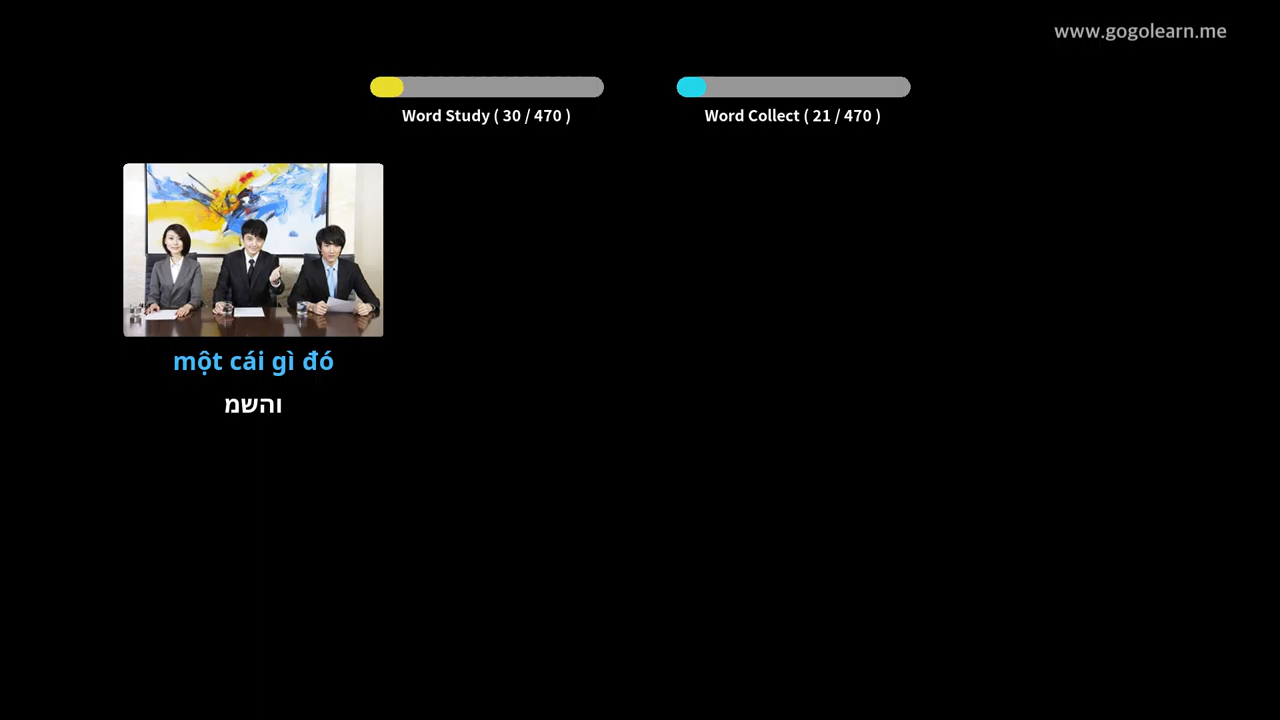 www.gogolearn.me
Word Study ( 30 / 470 )
Word Collect ( 21 / 470 )
một cái gì đó
והשמ